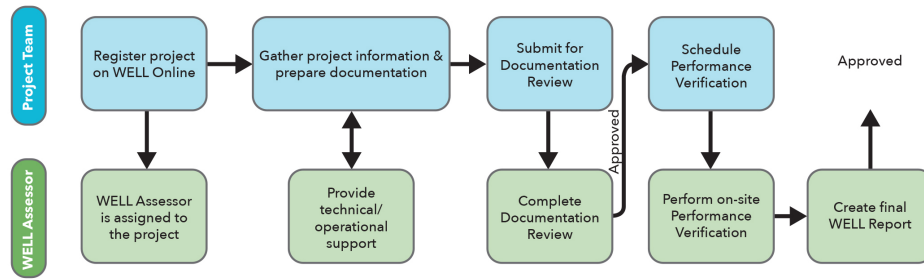 Project Team
Register project
on WELL Online
Gather project information &
prepare documentation
Submit for
Documentation
Review
Schedule
Performance
Verification
Approved
Approved
WELL Assessor
WELL Assessor
is assigned to
the project
Provide
technical/
operational
support
Complete
Documentation
Review
Perform on-site
Performance
Verification
Create final
WELL Report